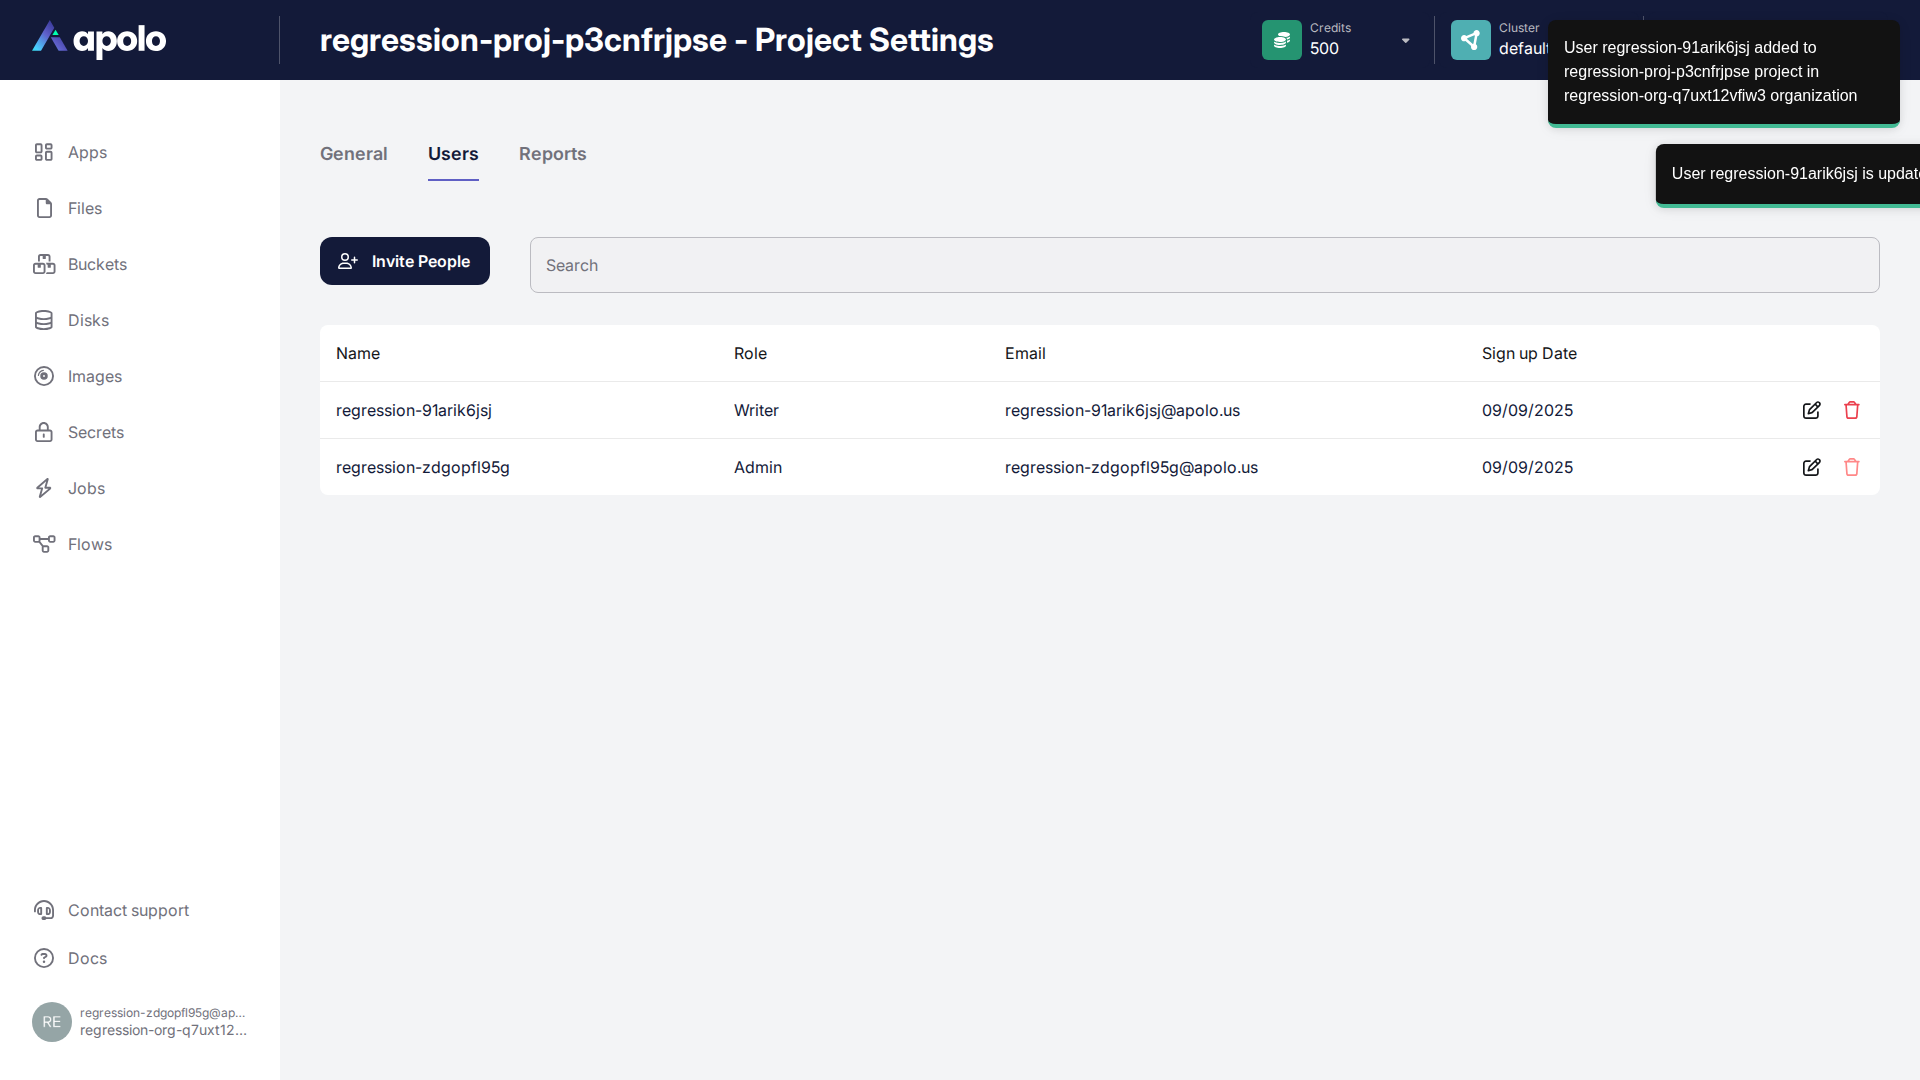 apolo
regression-proj-p3cnfrjpse - Project Settings
Credits
500
Cluster
default
User regression-91arik6jsj added to
regression-proj-p3cnfrjpse project in
regression-org-q7uxt12vfiw3 organization
User regression-91arik6jsj is update
Apps
Files
Buckets
Disks
Images
Secrets
Jobs
Flows
General Users Reports
Invite People
Search
Name Role Email Sign up Date
regression-91arik6jsj Writer regression-91arik6jsj@apolo.us 09/09/2025
regression-zdgopfl95g Admin regression-zdgopfl95g@apolo.us 09/09/2025
Contact support
Docs
RE
regression-zdgopfl95g@ap...
regression-org-q7uxt12...